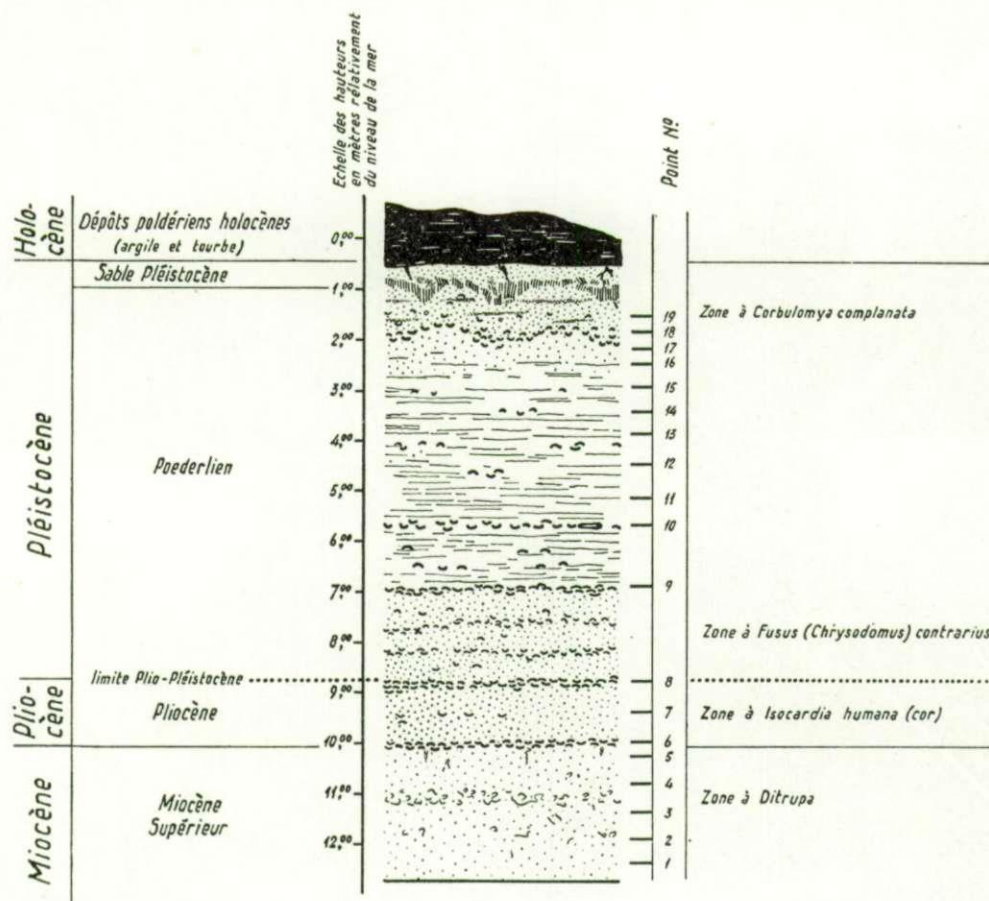 Echelle des hauteurs
en mètres rélativement
du niveau de la mer
Point Nº
Holo-
cène
Dépôts poldériens holocènes
(argile et tourbe)
0,00
Sable Pléistocène
1,00
Zone à Corbulomya complanata
19
18
2,00
17
16
3,00
15
14
13
4,00
Pléistocène
Poederlien
12
5,00
11
10
6,00
9
7,00
Zone à Fusus (Chrysodomus) contrarius
8,00
limite Plio-Pléistocène
8
9,00
Plio-
cène
Pliocène
7
Zone à Isocardia humana (cor)
10,00
6
5
4
11,00
Miocène
Miocène
Supérieur
Zone à Ditrupa
3
12,00
2
1